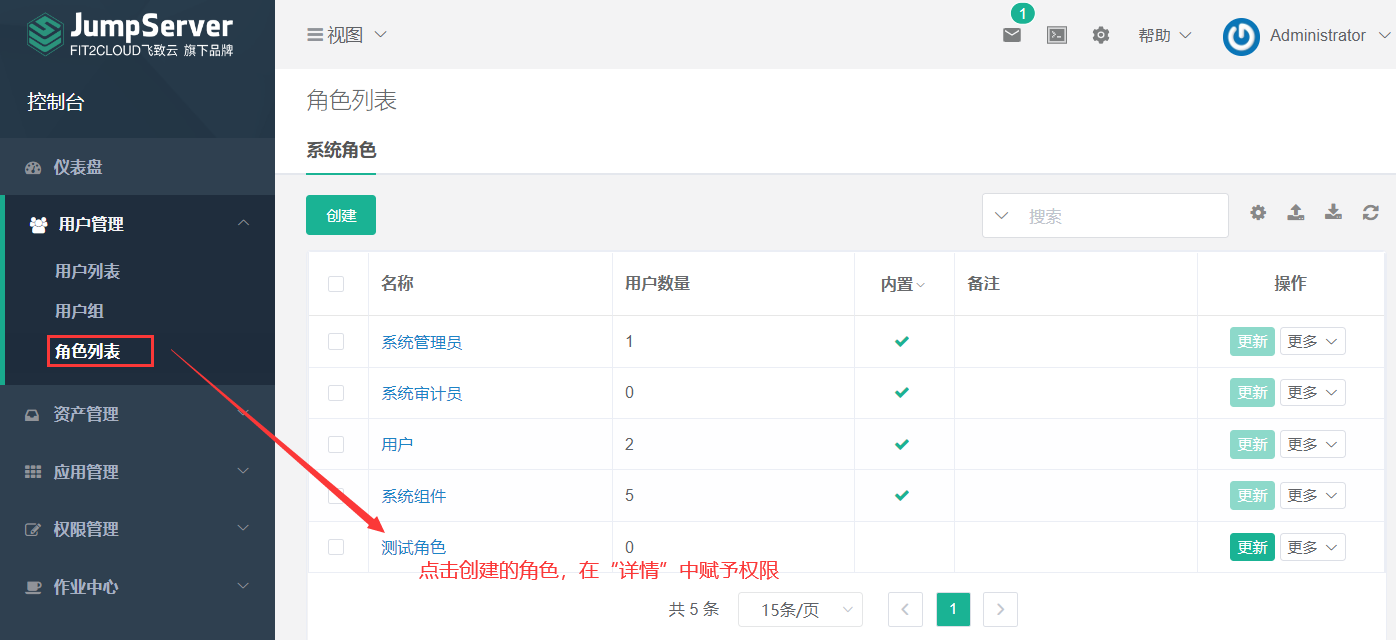 JumpServer
FIT2CLOUD飞致云 旗下品牌
控制台
仪表盘
用户管理
用户列表
用户组
角色列表
资产管理
应用管理
权限管理
作业中心
视图
1
帮助
Administrator
角色列表
系统角色
创建
搜索
名称 用户数量 内置 备注 操作
系统管理员 1 更新 更多
系统审计员 0 更新 更多
用户 2 更新 更多
系统组件 5 更新 更多
测试角色 0 更新 更多
点击创建的角色，在“详情”中赋予权限
共 5 条 15条/页 1